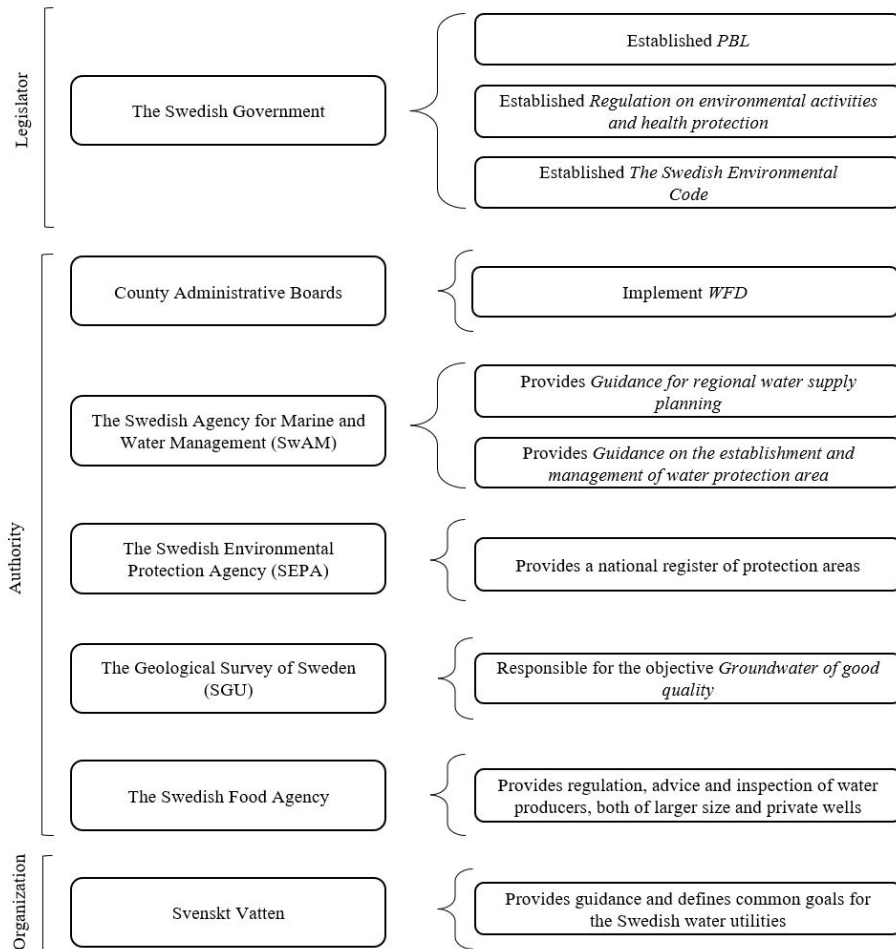 Legislator
The Swedish Government
Established PBL
Established Regulation on environmental activities
and health protection
Established The Swedish Environmental
Code
Authority
County Administrative Boards
Implement WFD
The Swedish Agency for Marine and
Water Management (SwAM)
Provides Guidance for regional water supply
planning
Provides Guidance on the establishment and
management of water protection area
The Swedish Environmental
Protection Agency (SEPA)
Provides a national register of protection areas
The Geological Survey of Sweden
(SGU)
Responsible for the objective Groundwater of good
quality
The Swedish Food Agency
Provides regulation, advice and inspection of water
producers, both of larger size and private wells
Organization
Svenskt Vatten
Provides guidance and defines common goals for
the Swedish water utilities